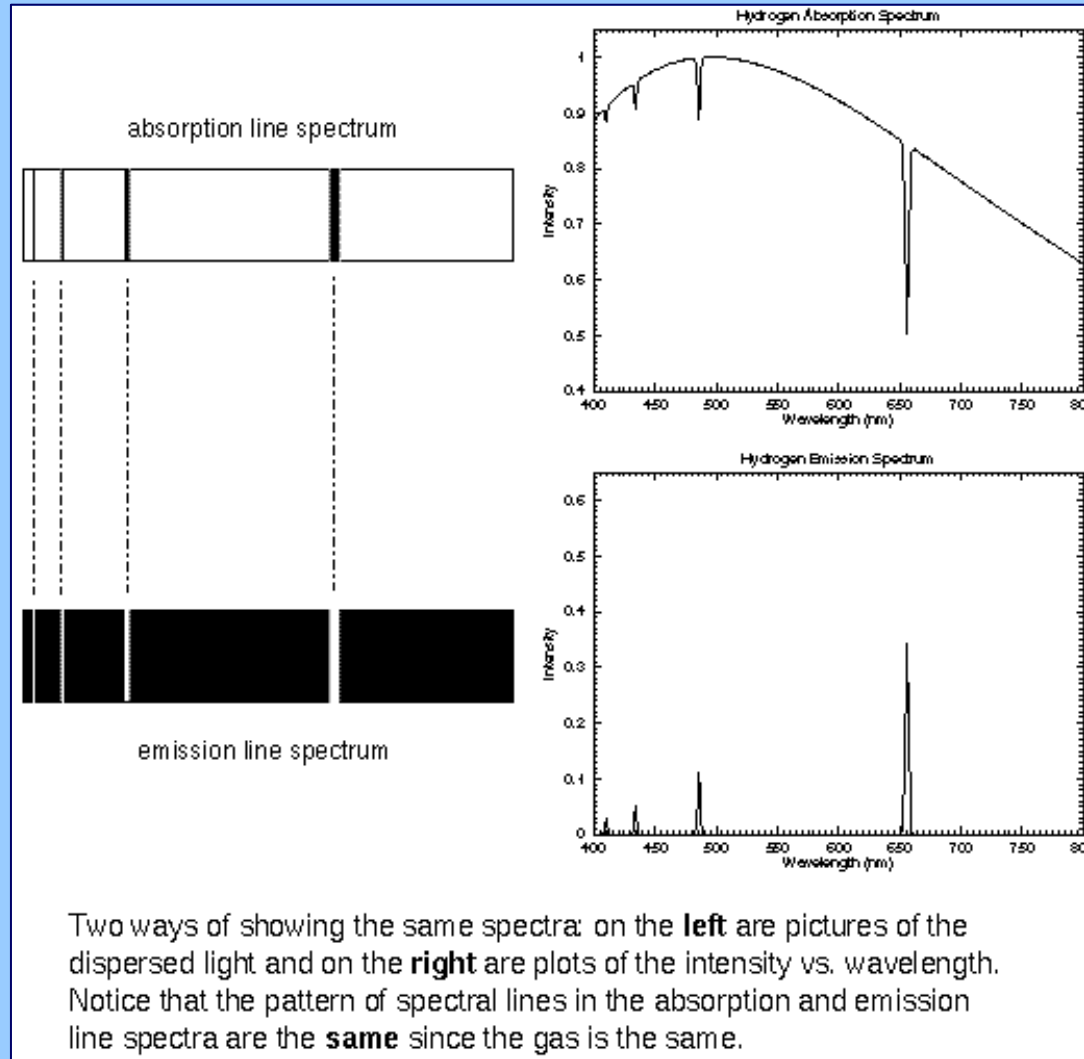 Hydrogen Absorption Spectrum
absorption line spectrum
1
0.9
0.8
0.7
0.6
0.5
0.4
Intensity
400 450 500 550 600 650 700 750 80
Wavelength (nm)
Hydrogen Emission Spectrum
0.6
0.5
0.4
0.3
0.2
0.1
0
Intensity
400 450 500 550 600 650 700 750 80
Wavelength (nm)
emission line spectrum
Two ways of showing the same spectra: on the left are pictures of the
dispersed light and on the right are plots of the intensity vs. wavelength.
Notice that the pattern of spectral lines in the absorption and emission
line spectra are the same since the gas is the same.